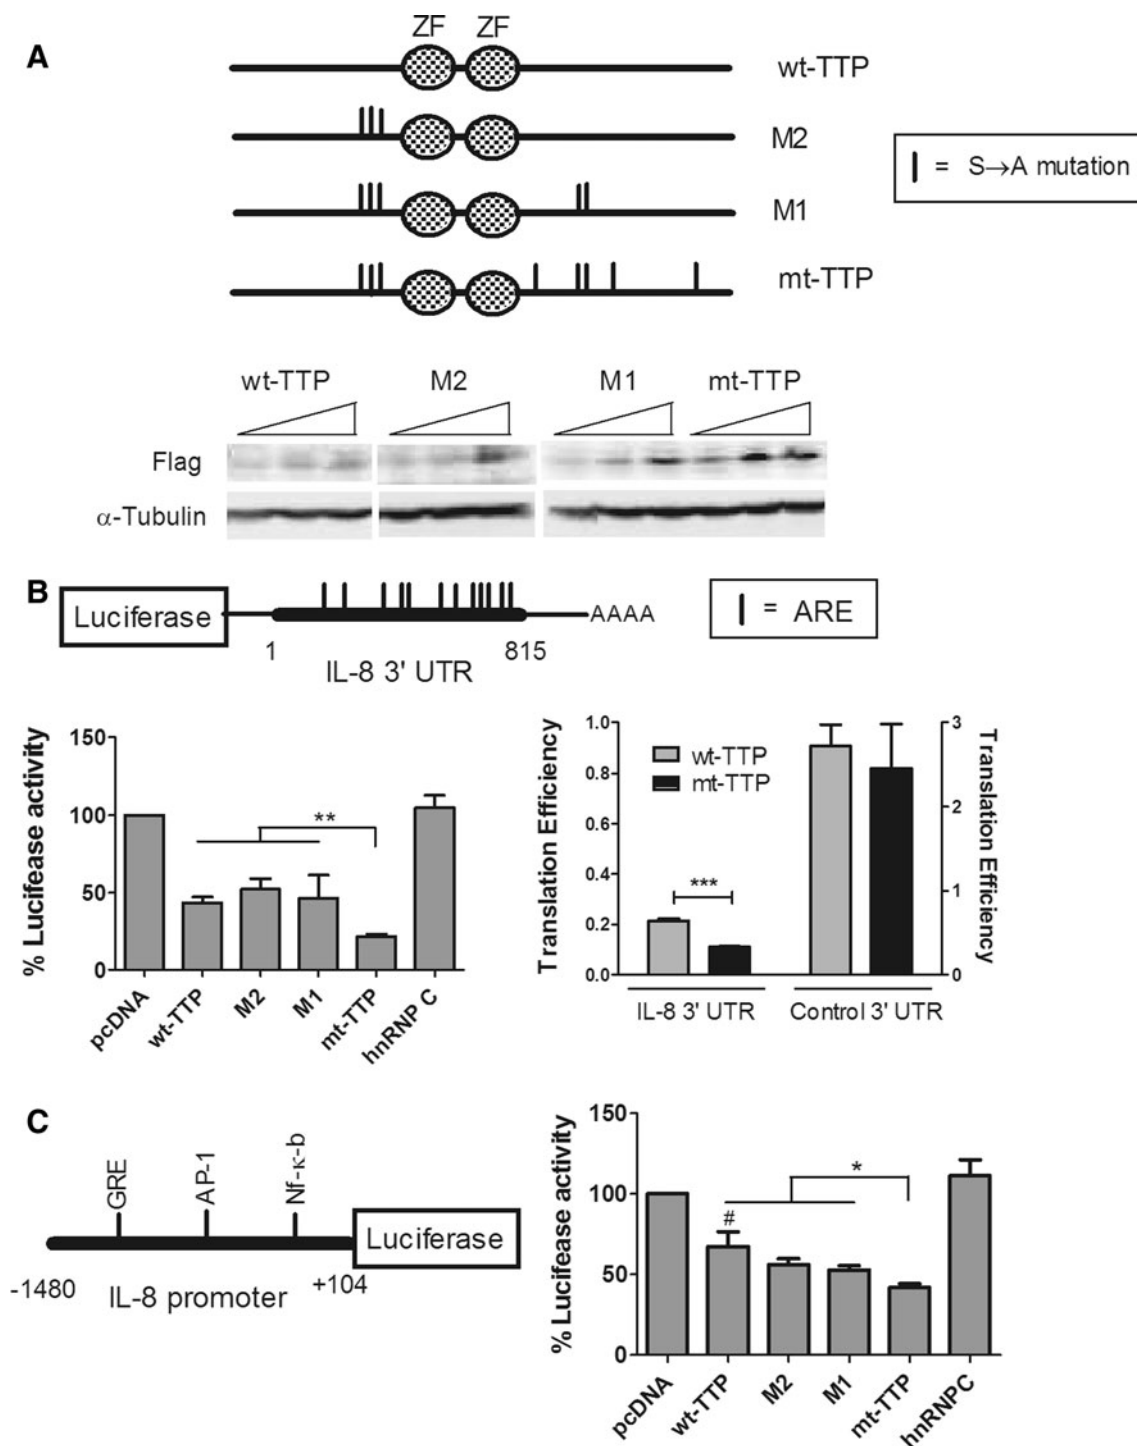 A
ZF ZF
wt-TTP
M2
M1
mt-TTP
I = S→A mutation
wt-TTP M2 M1 mt-TTP
Flag
α-Tubulin
B
Luciferase
AAAA
1 815
IL-8 3' UTR
I = ARE
% Lucifease activity
150
100
50
0
**
pcDNA
wt-TTP
M2
M1
mt-TTP
hnRNP C
Translation Efficiency
1.0
0.8
0.6
0.4
0.2
0.0
wt-TTP
mt-TTP
***
3
2
1
0
Translation Efficiency
IL-8 3' UTR Control 3' UTR
C
GRE
AP-1
Nf-κ-b
Luciferase
-1480 +104
IL-8 promoter
% Lucifease activity
150
100
50
0
#
*
pcDNA
wt-TTP
M2
M1
mt-TTP
hnRNPC